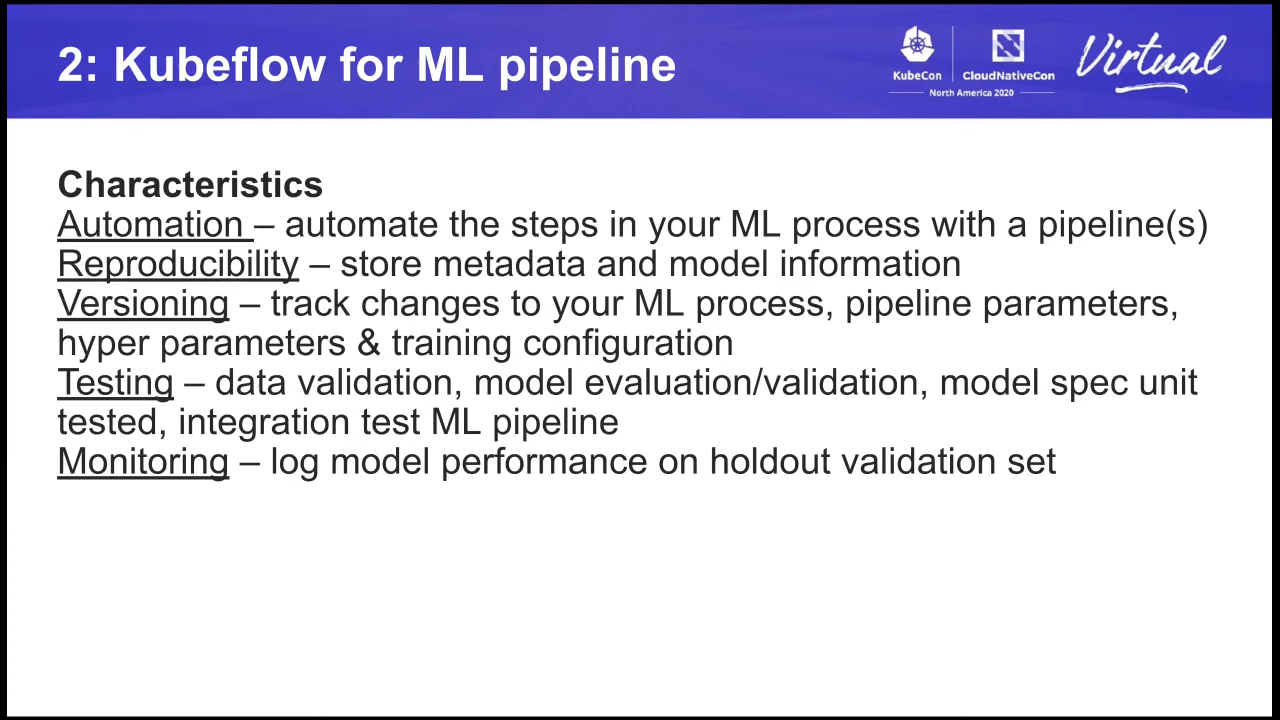 2: Kubeflow for ML pipeline
KubeCon
CloudNativeCon
North America 2020
Virtual
Characteristics
Automation – automate the steps in your ML process with a pipeline(s)
Reproducibility – store metadata and model information
Versioning – track changes to your ML process, pipeline parameters,
hyper parameters & training configuration
Testing – data validation, model evaluation/validation, model spec unit
tested, integration test ML pipeline
Monitoring – log model performance on holdout validation set